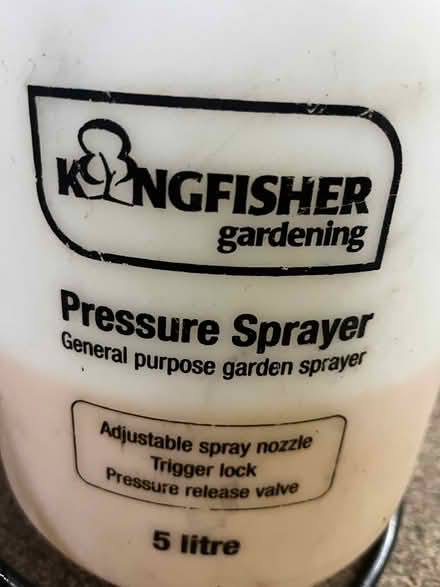 KINGFISHER
gardening
Pressure Sprayer
General purpose garden sprayer
Adjustable spray nozzle
Trigger lock
Pressure release valve
5 litre